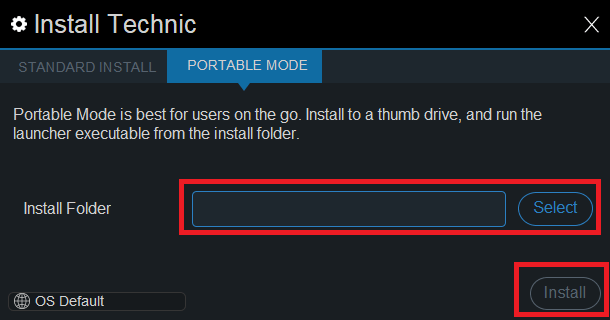 Install Technic
STANDARD INSTALL
PORTABLE MODE
Portable Mode is best for users on the go. Install to a thumb drive, and run the
launcher executable from the install folder.
Install Folder
Select
OS Default
Install